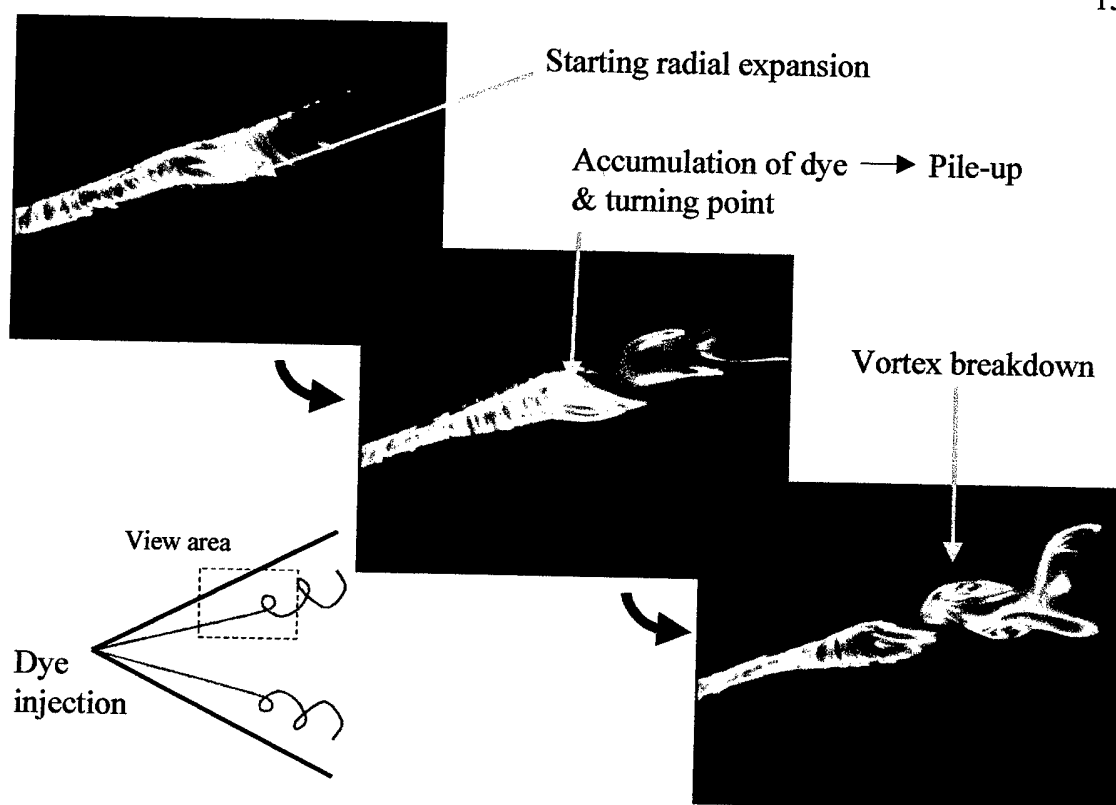 Starting radial expansion
Accumulation of dye → Pile-up
& turning point
Vortex breakdown
View area
Dye
injection